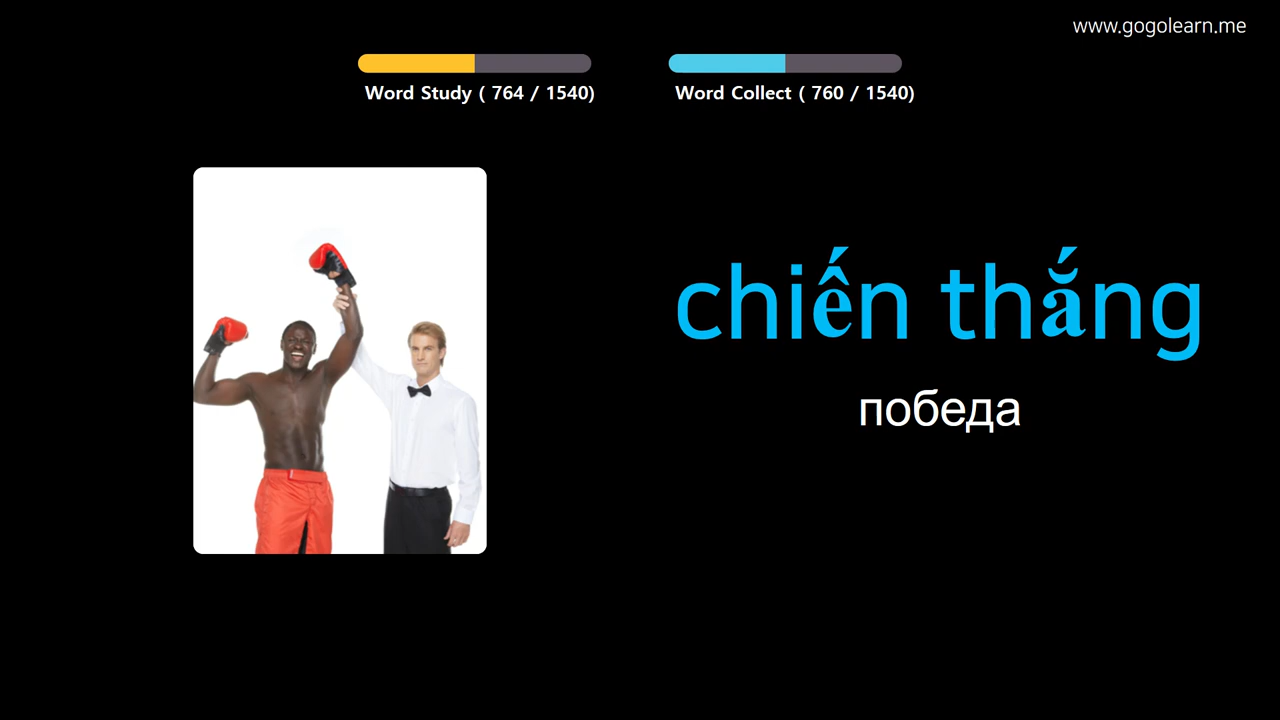 www.gogolearn.me
Word Study ( 764 / 1540)
Word Collect ( 760 / 1540)
chiến thắng
победа